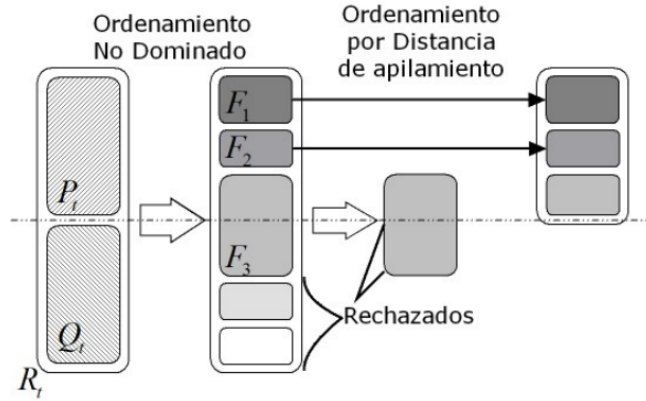 Ordenamiento
No Dominado
Ordenamiento
por Distancia
de apilamiento
F1
F2
Pt
F3
Rechazados
Qt
Rt